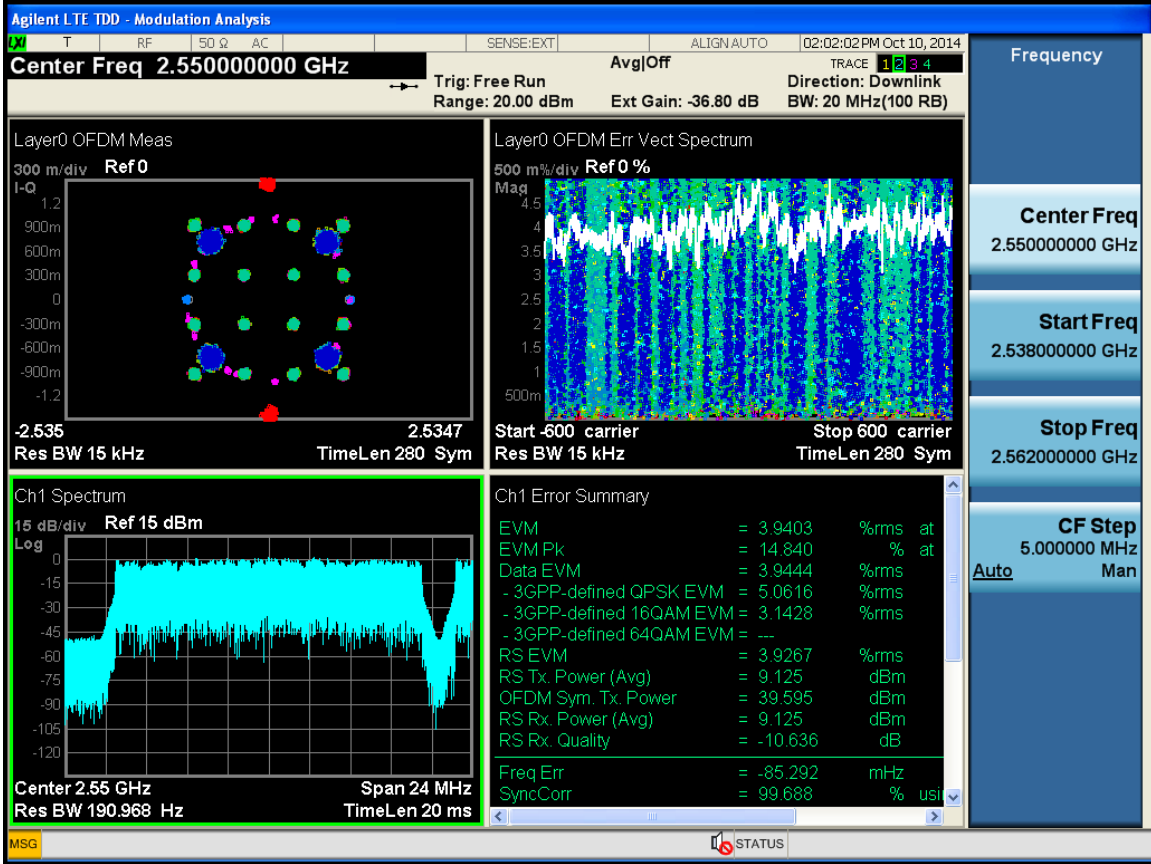 Agilent LTE TDD - Modulation Analysis
LXI T RF 50 Ω AC SENSE:EXT ALIGN AUTO 02:02:02 PM Oct 10, 2014
Center Freq 2.550000000 GHz
Avg|Off
TRACE 1 2 3 4
Trig: Free Run
Direction: Downlink
Range: 20.00 dBm Ext Gain: -36.80 dB BW: 20 MHz(100 RB)
Layer0 OFDM Meas
300 m/div Ref 0
I-Q
1.2
900m
600m
300m
0
-300m
-600m
-900m
-1.2
-2.535 2.5347
Res BW 15 kHz TimeLen 280 Sym
Layer0 OFDM Err Vect Spectrum
500 m%/div Ref 0 %
Mag
4.5
4
3.5
3
2.5
2
1.5
1
500m
Start -600 carrier Stop 600 carrier
Res BW 15 kHz TimeLen 280 Sym
Ch1 Spectrum
15 dB/div Ref 15 dBm
Log
0
-15
-30
-45
-60
-75
-90
-105
-120
Center 2.55 GHz Span 24 MHz
Res BW 190.968 Hz TimeLen 20 ms
Ch1 Error Summary
EVM = 3.9403 %rms at
EVM Pk = 14.840 % at
Data EVM = 3.9444 %rms
- 3GPP-defined QPSK EVM = 5.0616 %rms
- 3GPP-defined 16QAM EVM = 3.1428 %rms
- 3GPP-defined 64QAM EVM = ---
RS EVM = 3.9267 %rms
RS Tx. Power (Avg) = 9.125 dBm
OFDM Sym. Tx. Power = 39.595 dBm
RS Rx. Power (Avg) = 9.125 dBm
RS Rx. Quality = -10.636 dB
Freq Err = -85.292 mHz
SyncCorr = 99.688 % usi
Frequency
Center Freq
2.550000000 GHz
Start Freq
2.538000000 GHz
Stop Freq
2.562000000 GHz
CF Step
5.000000 MHz
Auto Man
MSG STATUS